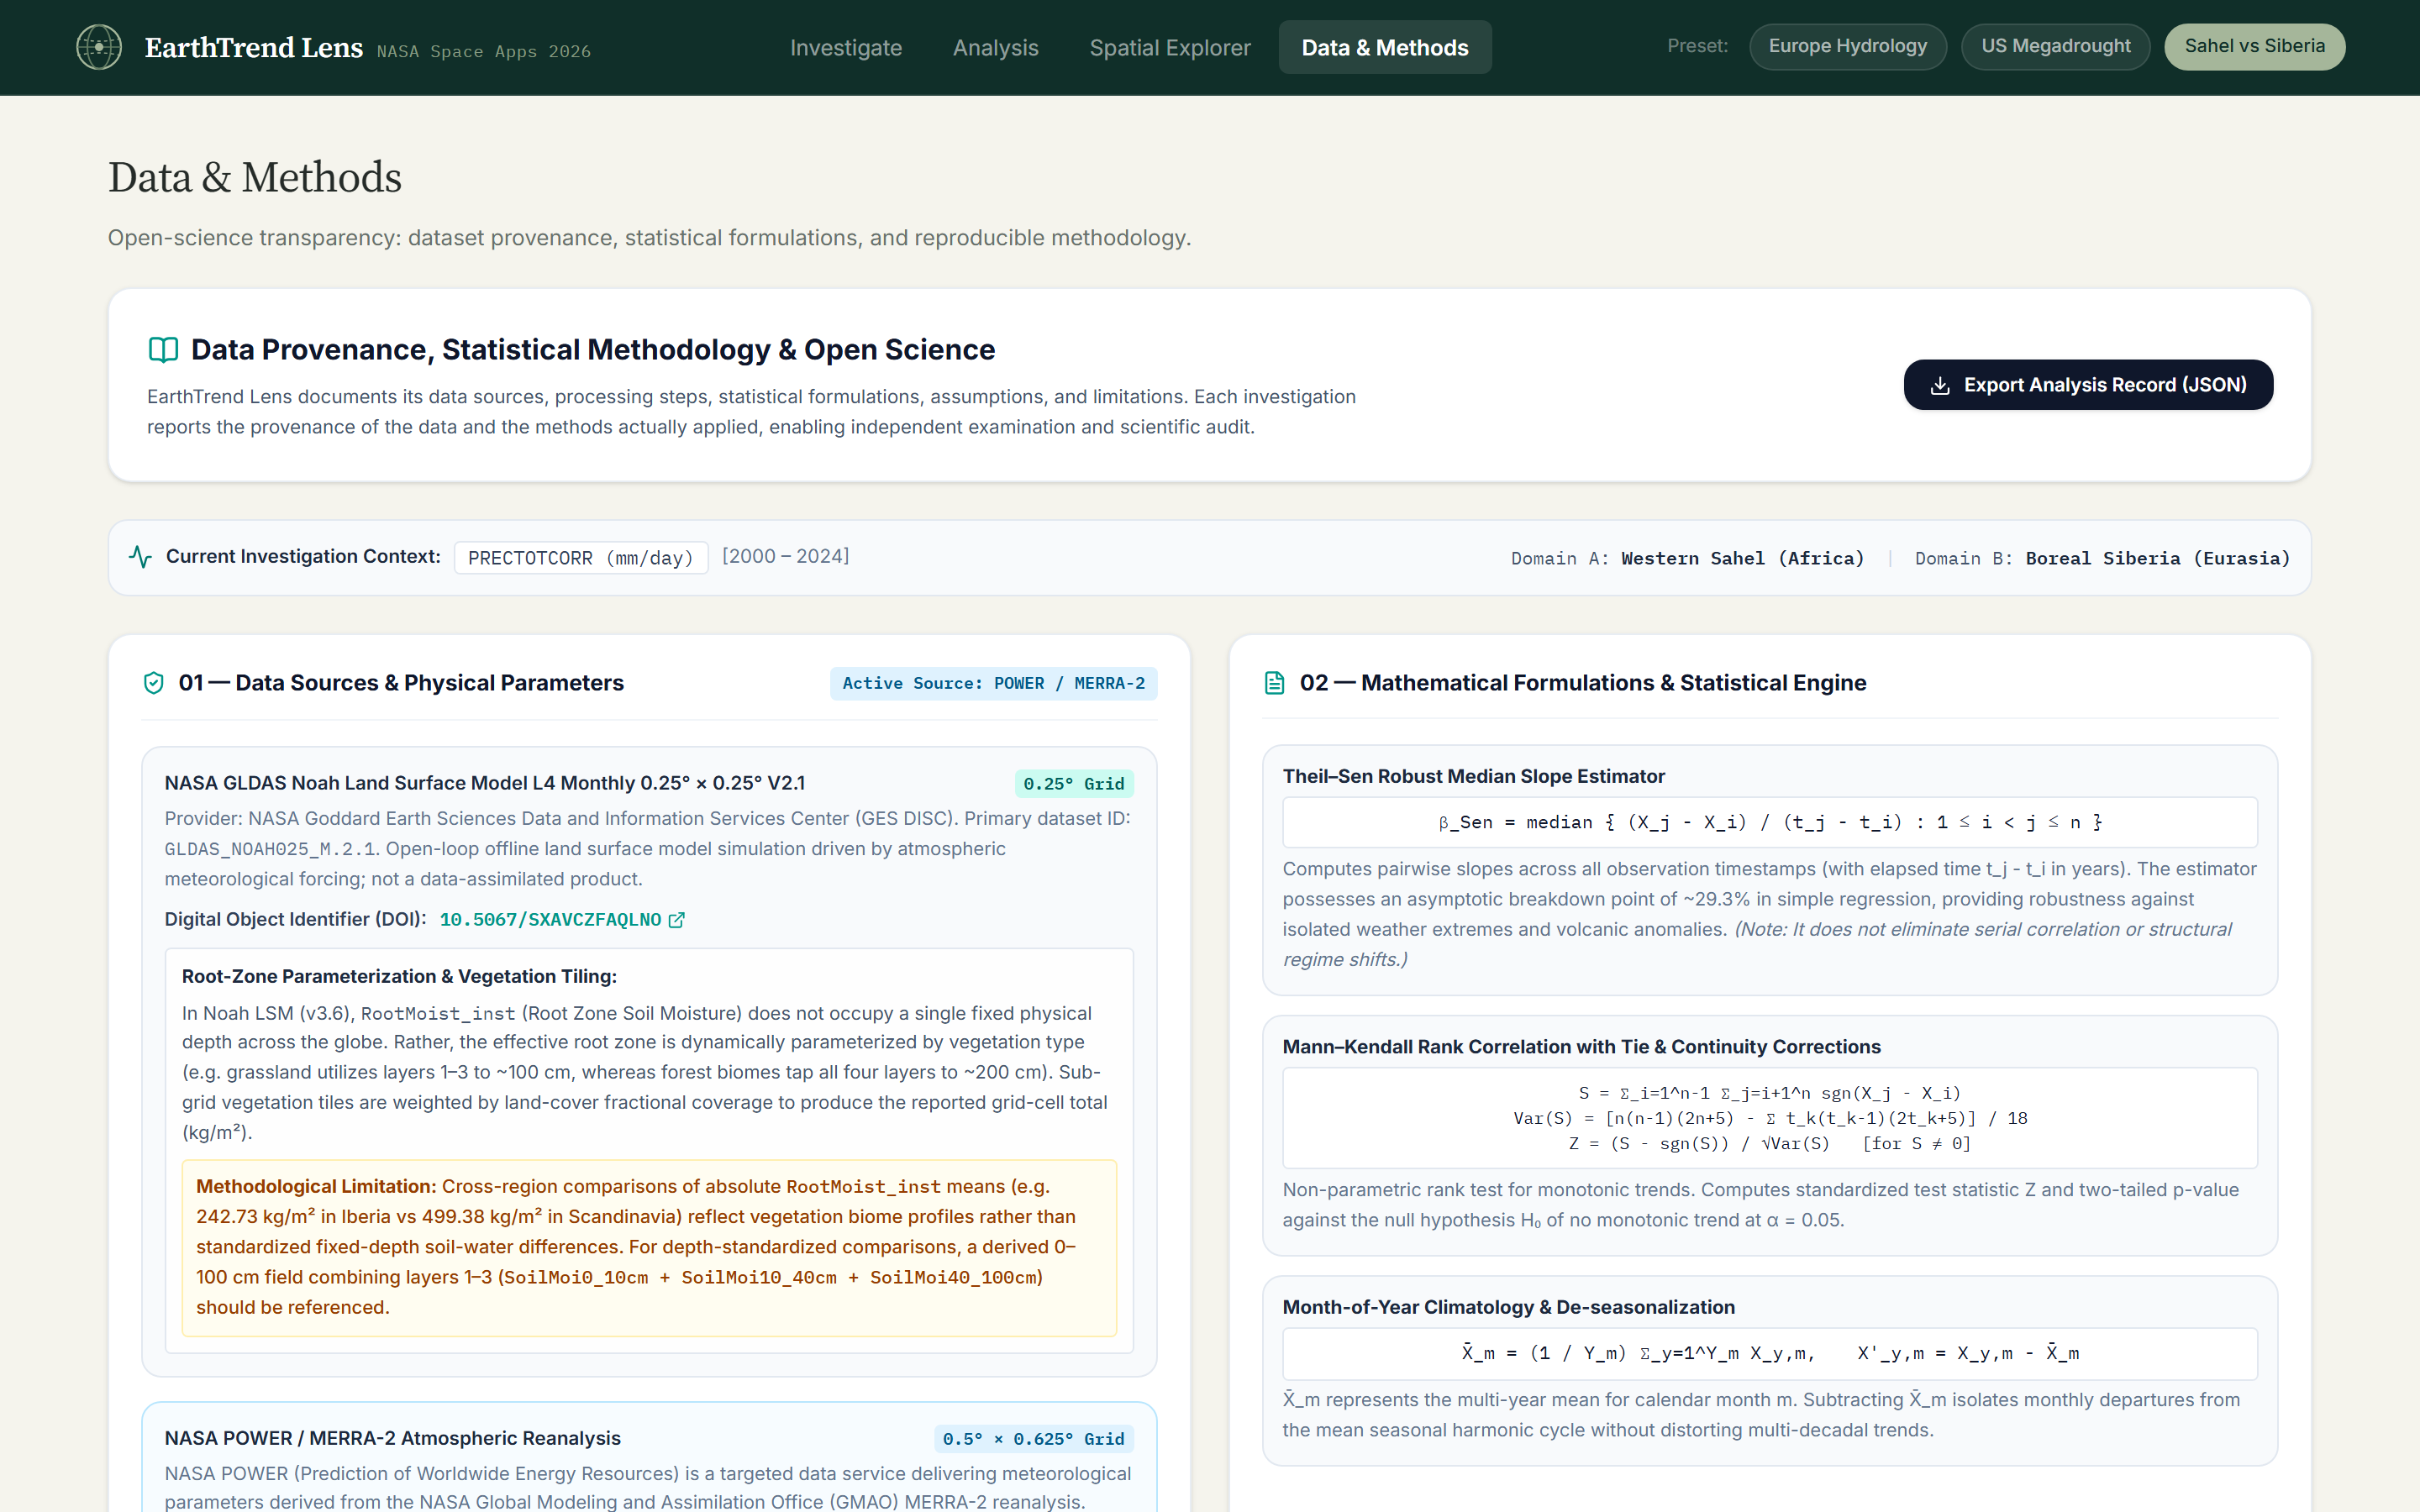 EarthTrend Lens NASA Space Apps 2026
Investigate
Analysis
Spatial Explorer
Data & Methods
Preset:
Europe Hydrology
US Megadrought
Sahel vs Siberia
Data & Methods
Open-science transparency: dataset provenance, statistical formulations, and reproducible methodology.
Data Provenance, Statistical Methodology & Open Science
EarthTrend Lens documents its data sources, processing steps, statistical formulations, assumptions, and limitations. Each investigation
reports the provenance of the data and the methods actually applied, enabling independent examination and scientific audit.
Export Analysis Record (JSON)
Current Investigation Context: PRECTOTCORR (mm/day) [2000 – 2024]
Domain A: Western Sahel (Africa) | Domain B: Boreal Siberia (Eurasia)
01 — Data Sources & Physical Parameters
Active Source: POWER / MERRA-2
NASA GLDAS Noah Land Surface Model L4 Monthly 0.25° × 0.25° V2.1
0.25° Grid
Provider: NASA Goddard Earth Sciences Data and Information Services Center (GES DISC). Primary dataset ID:
GLDAS_NOAH025_M.2.1. Open-loop offline land surface model simulation driven by atmospheric
meteorological forcing; not a data-assimilated product.
Digital Object Identifier (DOI): 10.5067/SXAVCZFAQLNO
Root-Zone Parameterization & Vegetation Tiling:
In Noah LSM (v3.6), RootMoist_inst (Root Zone Soil Moisture) does not occupy a single fixed physical
depth across the globe. Rather, the effective root zone is dynamically parameterized by vegetation type
(e.g. grassland utilizes layers 1–3 to ~100 cm, whereas forest biomes tap all four layers to ~200 cm). Sub-
grid vegetation tiles are weighted by land-cover fractional coverage to produce the reported grid-cell total
(kg/m²).
Methodological Limitation: Cross-region comparisons of absolute RootMoist_inst means (e.g.
242.73 kg/m² in Iberia vs 499.38 kg/m² in Scandinavia) reflect vegetation biome profiles rather than
standardized fixed-depth soil-water differences. For depth-standardized comparisons, a derived 0–
100 cm field combining layers 1–3 (SoilMoi0_10cm + SoilMoi10_40cm + SoilMoi40_100cm)
should be referenced.
NASA POWER / MERRA-2 Atmospheric Reanalysis
0.5° × 0.625° Grid
NASA POWER (Prediction of Worldwide Energy Resources) is a targeted data service delivering meteorological
parameters derived from the NASA Global Modeling and Assimilation Office (GMAO) MERRA-2 reanalysis.
02 — Mathematical Formulations & Statistical Engine
Theil–Sen Robust Median Slope Estimator
β_Sen = median { (X_j - X_i) / (t_j - t_i) : 1 ≤ i < j ≤ n }
Computes pairwise slopes across all observation timestamps (with elapsed time t_j - t_i in years). The estimator
possesses an asymptotic breakdown point of ~29.3% in simple regression, providing robustness against
isolated weather extremes and volcanic anomalies. (Note: It does not eliminate serial correlation or structural
regime shifts.)
Mann–Kendall Rank Correlation with Tie & Continuity Corrections
S = Σ_i=1^n-1 Σ_j=i+1^n sgn(X_j - X_i)
Var(S) = [n(n-1)(2n+5) - Σ t_k(t_k-1)(2t_k+5)] / 18
Z = (S - sgn(S)) / √Var(S) [for S ≠ 0]
Non-parametric rank test for monotonic trends. Computes standardized test statistic Z and two-tailed p-value
against the null hypothesis H₀ of no monotonic trend at α = 0.05.
Month-of-Year Climatology & De-seasonalization
X̄_m = (1 / Y_m) Σ_y=1^Y_m X_y,m, X'_y,m = X_y,m - X̄_m
X̄_m represents the multi-year mean for calendar month m. Subtracting X̄_m isolates monthly departures from
the mean seasonal harmonic cycle without distorting multi-decadal trends.